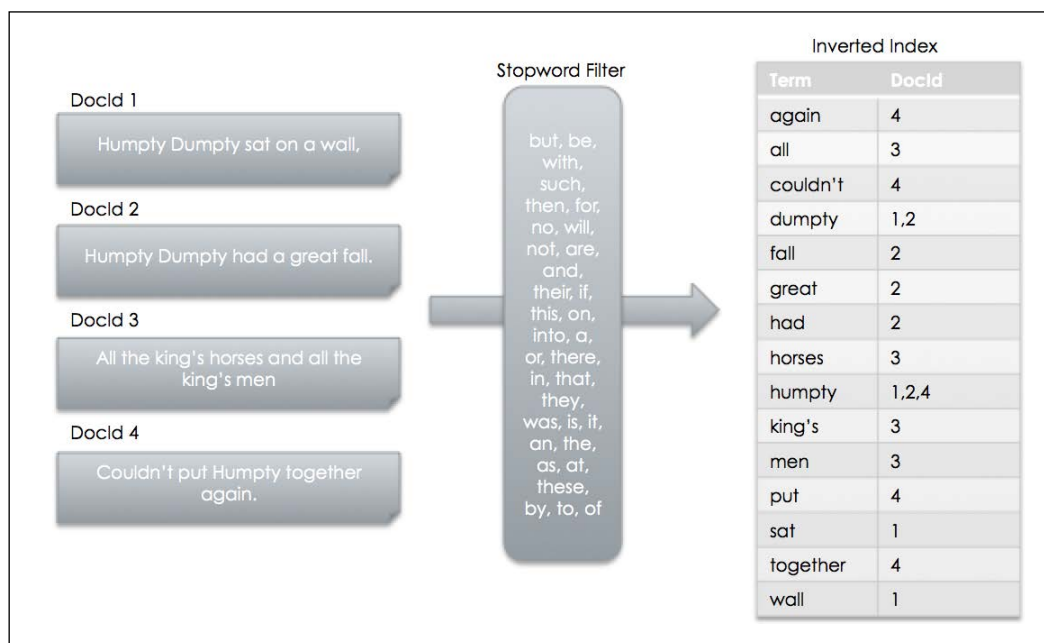 DocId 1
Humpty Dumpty sat on a wall,
DocId 2
Humpty Dumpty had a great fall.
DocId 3
All the king's horses and all the
king's men
DocId 4
Couldn't put Humpty together
again.
Stopword Filter
but, be,
with,
such,
then, for,
no, will,
not, are,
and,
their, if,
this, on,
into, a,
or, there,
in, that,
they,
was, is, it,
an, the,
as, at,
these,
by, to, of
Inverted Index
Term DocId
again 4
all 3
couldn't 4
dumpty 1,2
fall 2
great 2
had 2
horses 3
humpty 1,2,4
king's 3
men 3
put 4
sat 1
together 4
wall 1